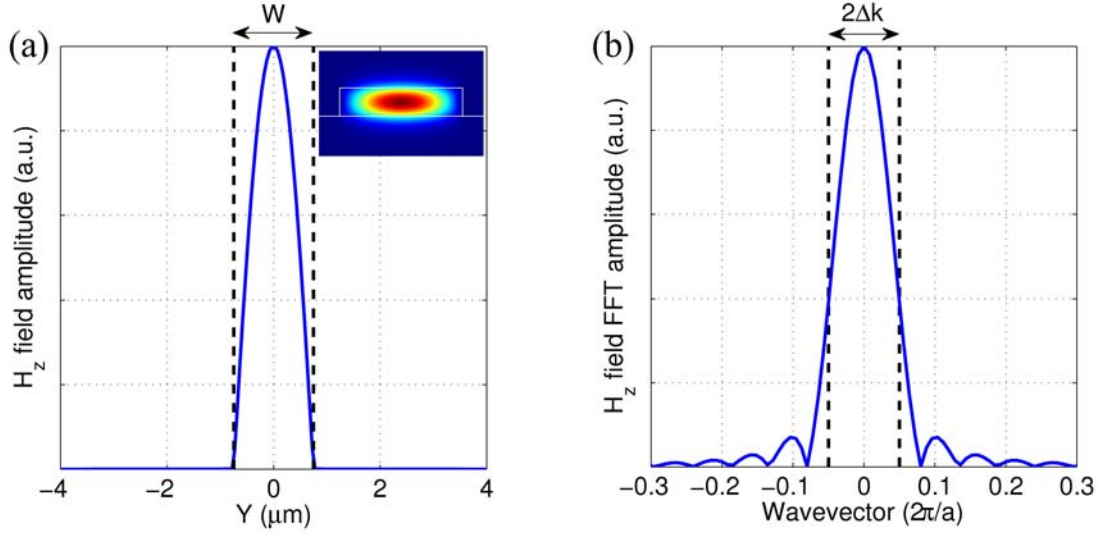 (a)
W
H_z field amplitude (a.u.)
−4
−2
0
2
4
Y (μm)
(b)
2Δk
H_z field FFT amplitude (a.u.)
−0.3
−0.2
−0.1
0
0.1
0.2
0.3
Wavevector (2π/a)